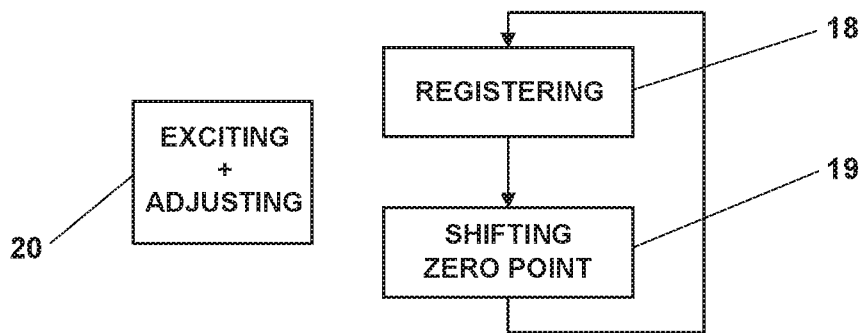 18
REGISTERING
EXCITING
+
ADJUSTING
19
SHIFTING
ZERO POINT
20